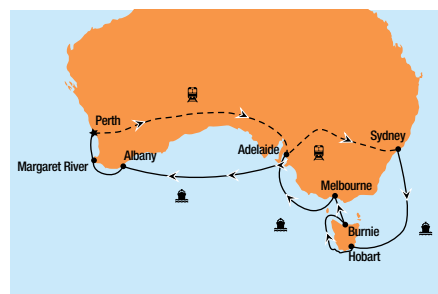 Perth
Sydney
Adelaide
Albany
Margaret River
Melbourne
Burnie
Hobart